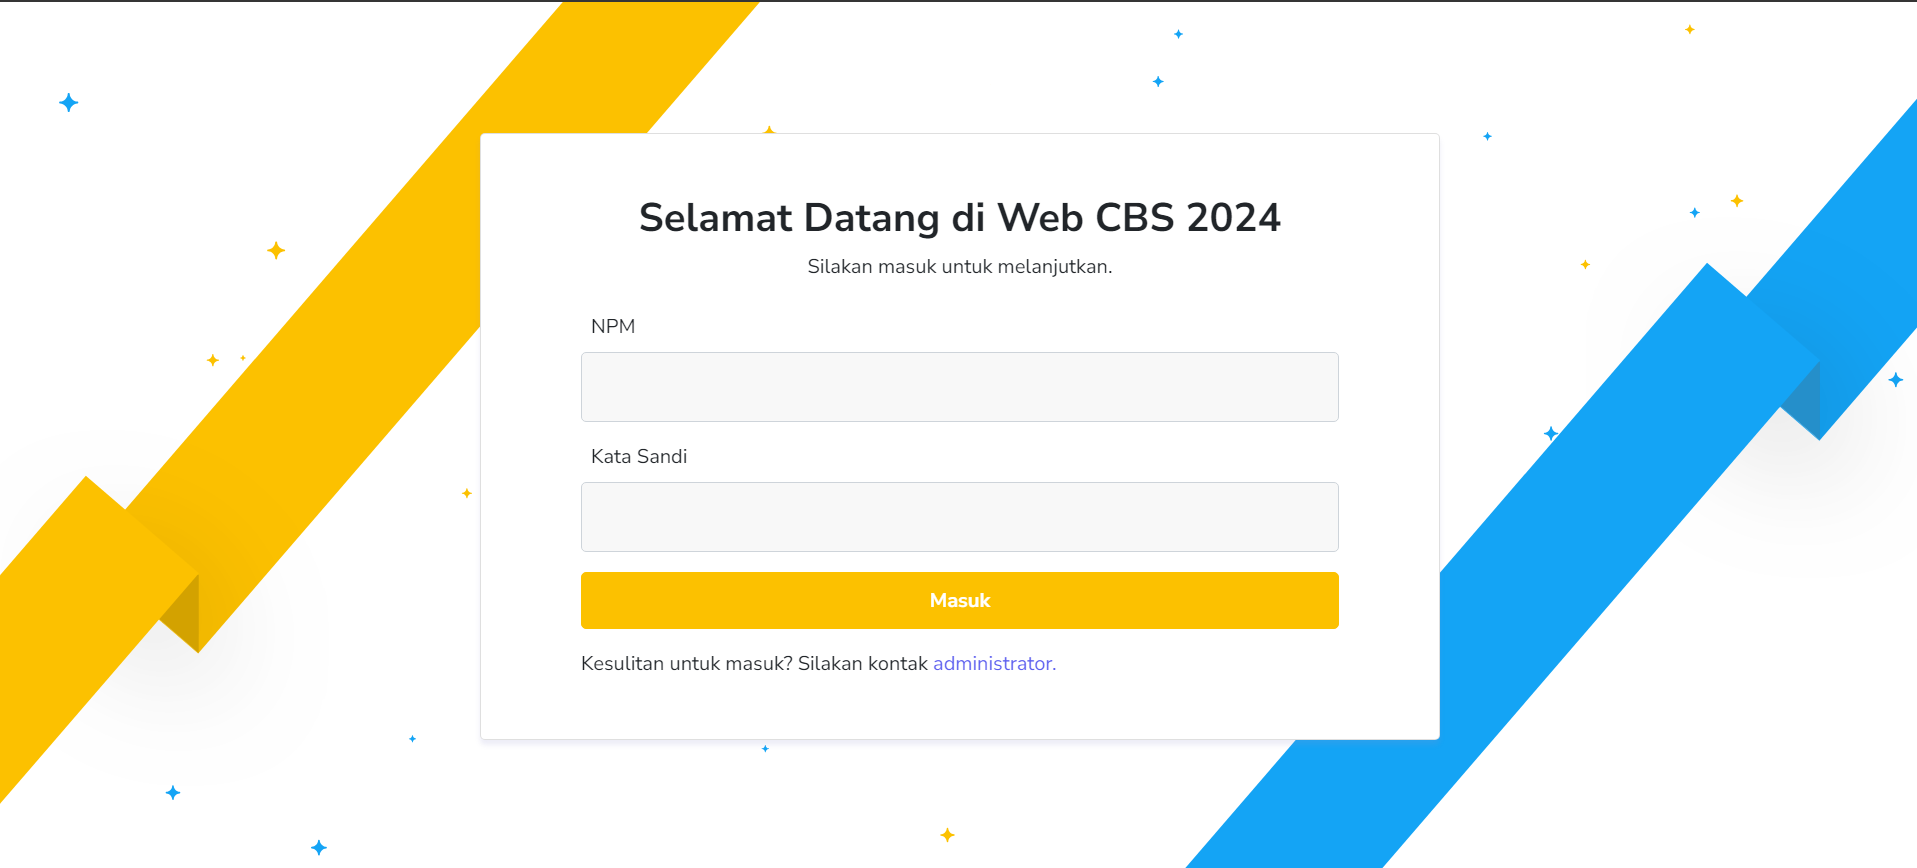 Selamat Datang di Web CBS 2024
Silakan masuk untuk melanjutkan.
NPM
Kata Sandi
Masuk
Kesulitan untuk masuk? Silakan kontak administrator.